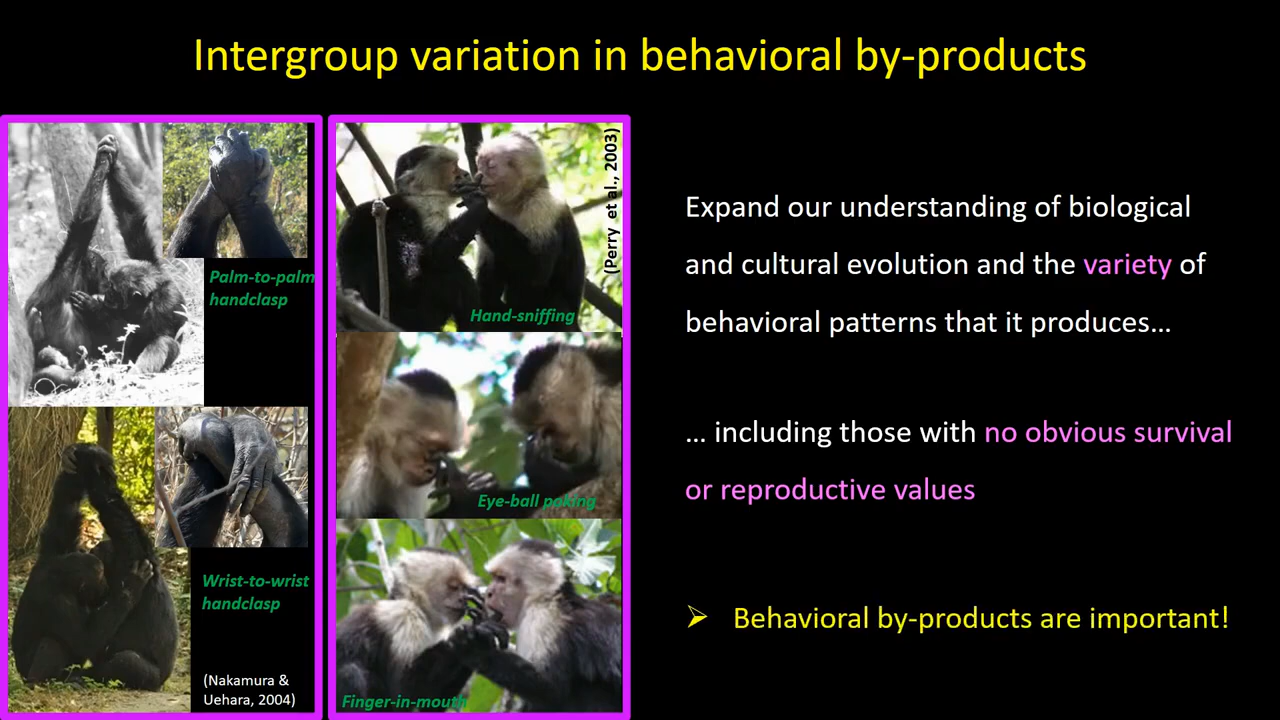 Intergroup variation in behavioral by-products
Palm-to-palm
handclasp
Wrist-to-wrist
handclasp
(Nakamura &
Uehara, 2004)
(Perry et al., 2003)
Hand-sniffing
Eye-ball poking
Finger-in-mouth
Expand our understanding of biological
and cultural evolution and the variety of
behavioral patterns that it produces...
... including those with no obvious survival
or reproductive values
➢ Behavioral by-products are important!